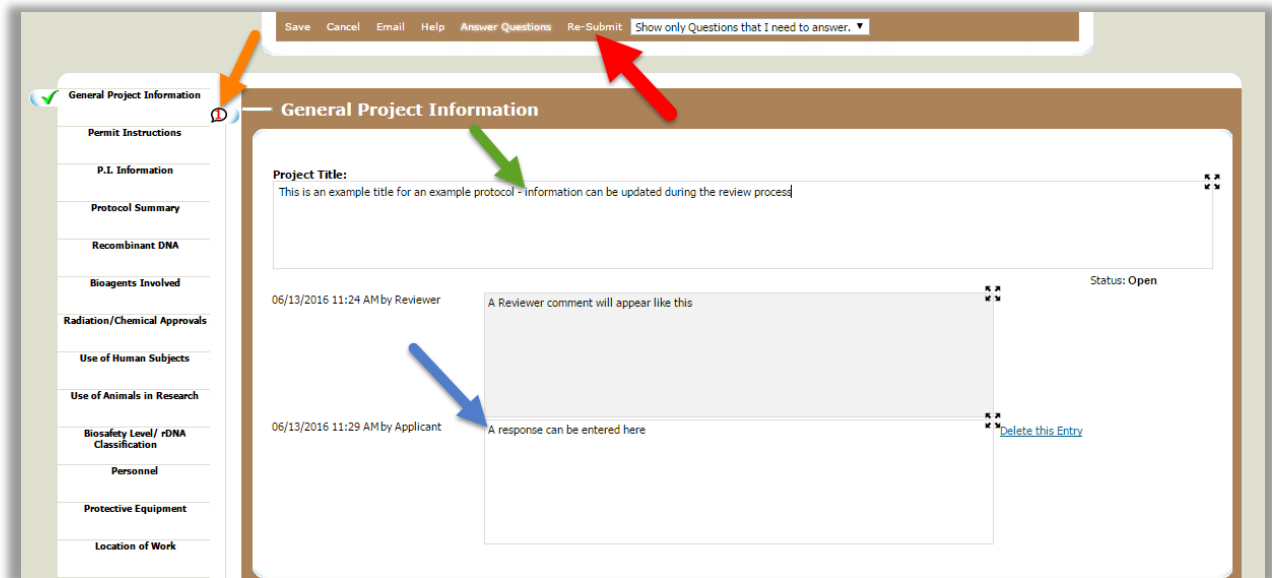 Save Cancel Email Help Answer Questions Re-Submit Show only Questions that I need to answer.
General Project Information
1
Permit Instructions
P.I. Information
Protocol Summary
Recombinant DNA
Bioagents Involved
Radiation/Chemical Approvals
Use of Human Subjects
Use of Animals in Research
Biosafety Level/ rDNA
Classification
Personnel
Protective Equipment
Location of Work
General Project Information
Project Title:
This is an example title for an example protocol - information can be updated during the review process
Status: Open
06/13/2016 11:24 AM by Reviewer
A Reviewer comment will appear like this
06/13/2016 11:29 AM by Applicant
A response can be entered here
Delete this Entry